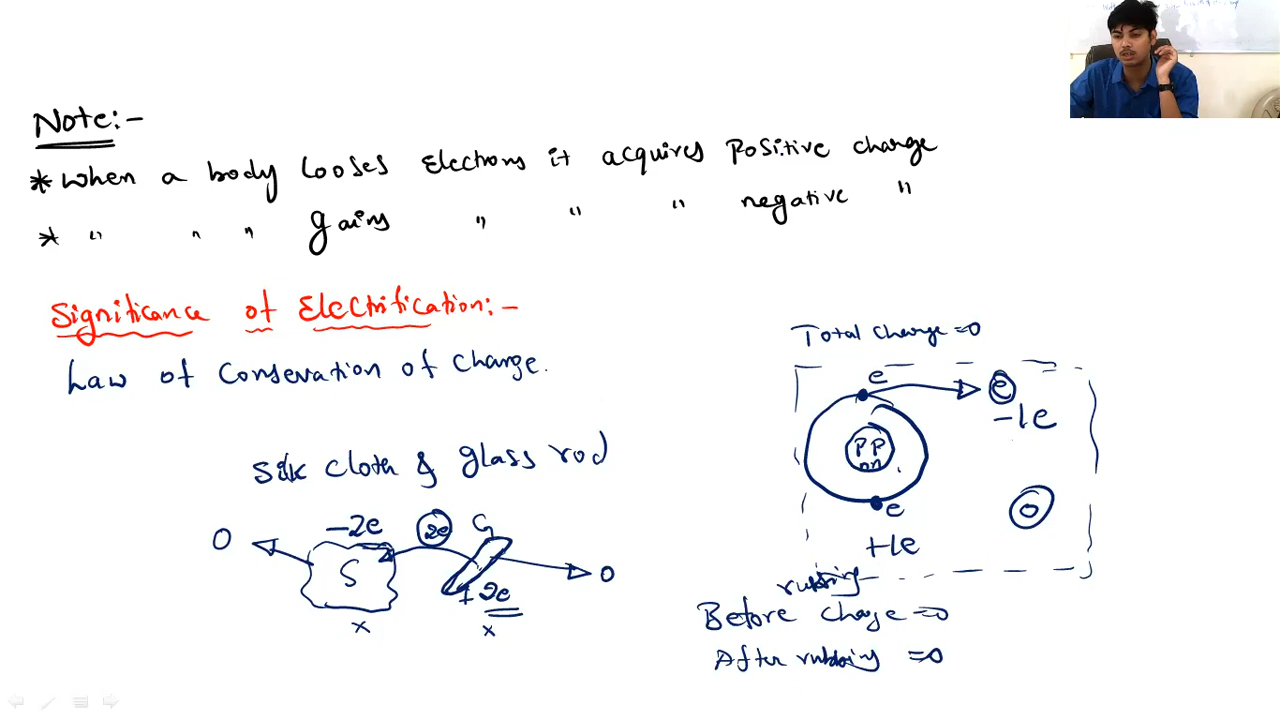 Note:-
* When a body looses Electrons it acquires Positive charge
* " " " gains " " " negative "
Significance of Electrification:-
Law of Conservation of Charge.
Total Charge =0
e
e
-1e
P P
nn
0
e
+1e
Silk cloth & glass rod
0
-2e
2e
G
S
+2e
0
x
x
rubbing
Before charge =0
After rubbing =0